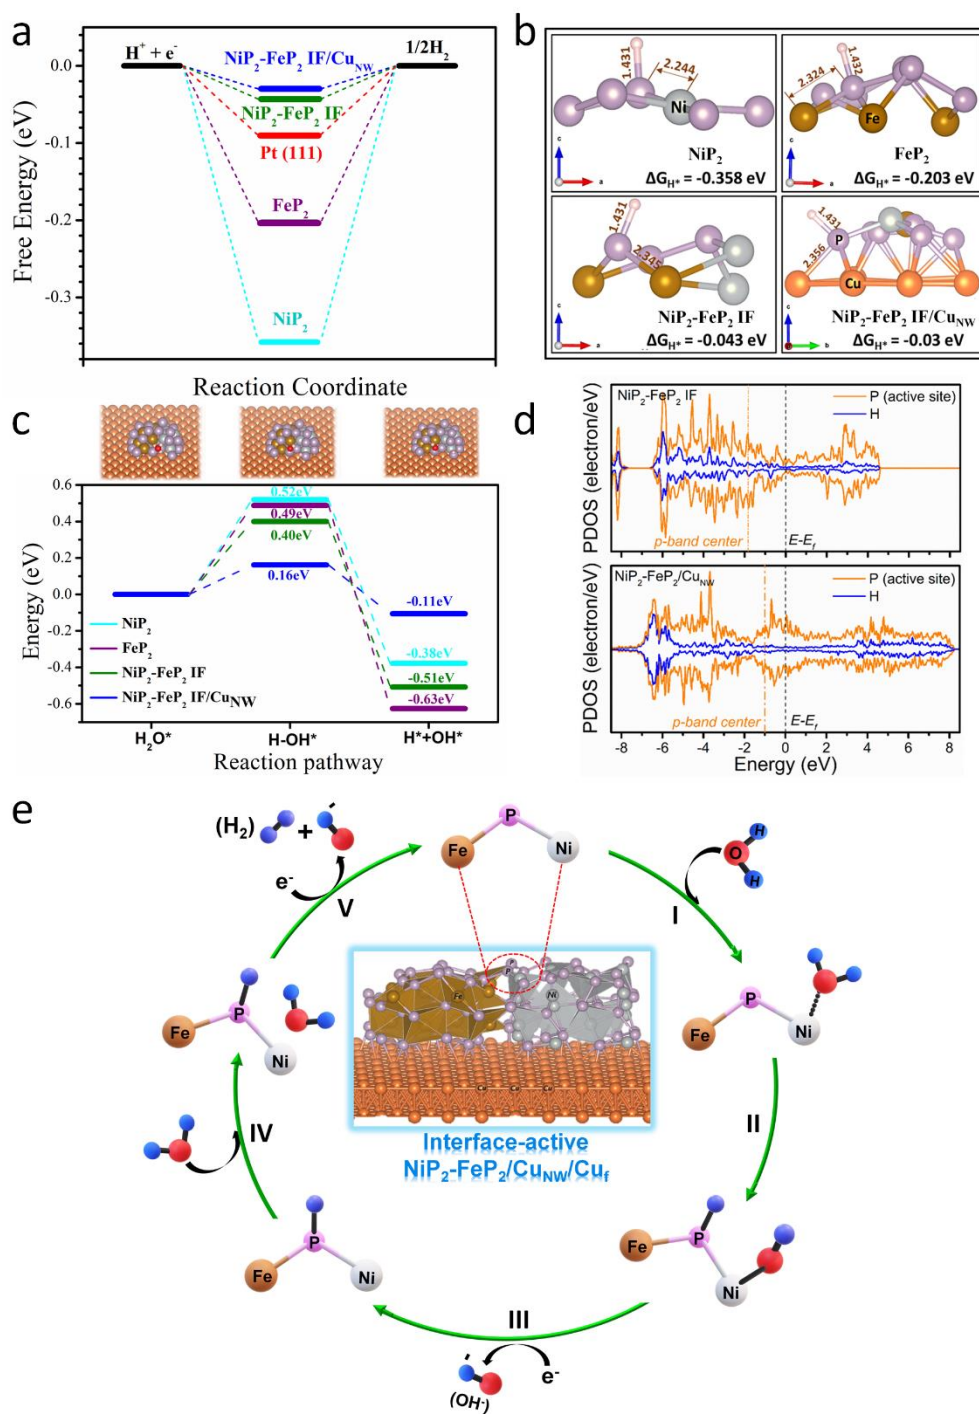 a
H⁺ + e⁻
1/2H₂
NiP₂-FeP₂ IF/Cu_NW
NiP₂-FeP₂ IF
Pt (111)
FeP₂
NiP₂
0.0
-0.1
-0.2
-0.3
Free Energy (eV)
Reaction Coordinate
b
1.431
2.244
Ni
c
a
NiP₂
ΔG_H* = -0.358 eV
2.324
1.432
Fe
c
a
FeP₂
ΔG_H* = -0.203 eV
1.431
2.345
c
a
NiP₂-FeP₂ IF
ΔG_H* = -0.043 eV
1.431
2.356
P
Cu
c
b
NiP₂-FeP₂ IF/Cu_NW
ΔG_H* = -0.03 eV
c
0.6
0.4
0.2
0.0
-0.2
-0.4
-0.6
Energy (eV)
0.52eV
0.49eV
0.40eV
0.16eV
-0.11eV
-0.38eV
-0.51eV
-0.63eV
NiP₂
FeP₂
NiP₂-FeP₂ IF
NiP₂-FeP₂ IF/Cu_NW
H₂O*
H-OH*
H*+OH*
Reaction pathway
d
NiP₂-FeP₂ IF
P (active site)
H
p-band center
E-E_f
PDOS (electron/eV)
NiP₂-FeP₂/Cu_NW
P (active site)
H
p-band center
E-E_f
PDOS (electron/eV)
-8 -6 -4 -2 0 2 4 6 8
Energy (eV)
e
(H₂)
+
-
e⁻
V
P
Fe
Ni
H
O
H
I
P
Fe
Ni
II
P
Fe
Ni
III
-
(OH⁻)
e⁻
P
Fe
Ni
IV
P
Fe
Ni
P
Fe
Ni
Cu Cu Cu
Interface-active
NiP₂-FeP₂/Cu_NW/Cu_f